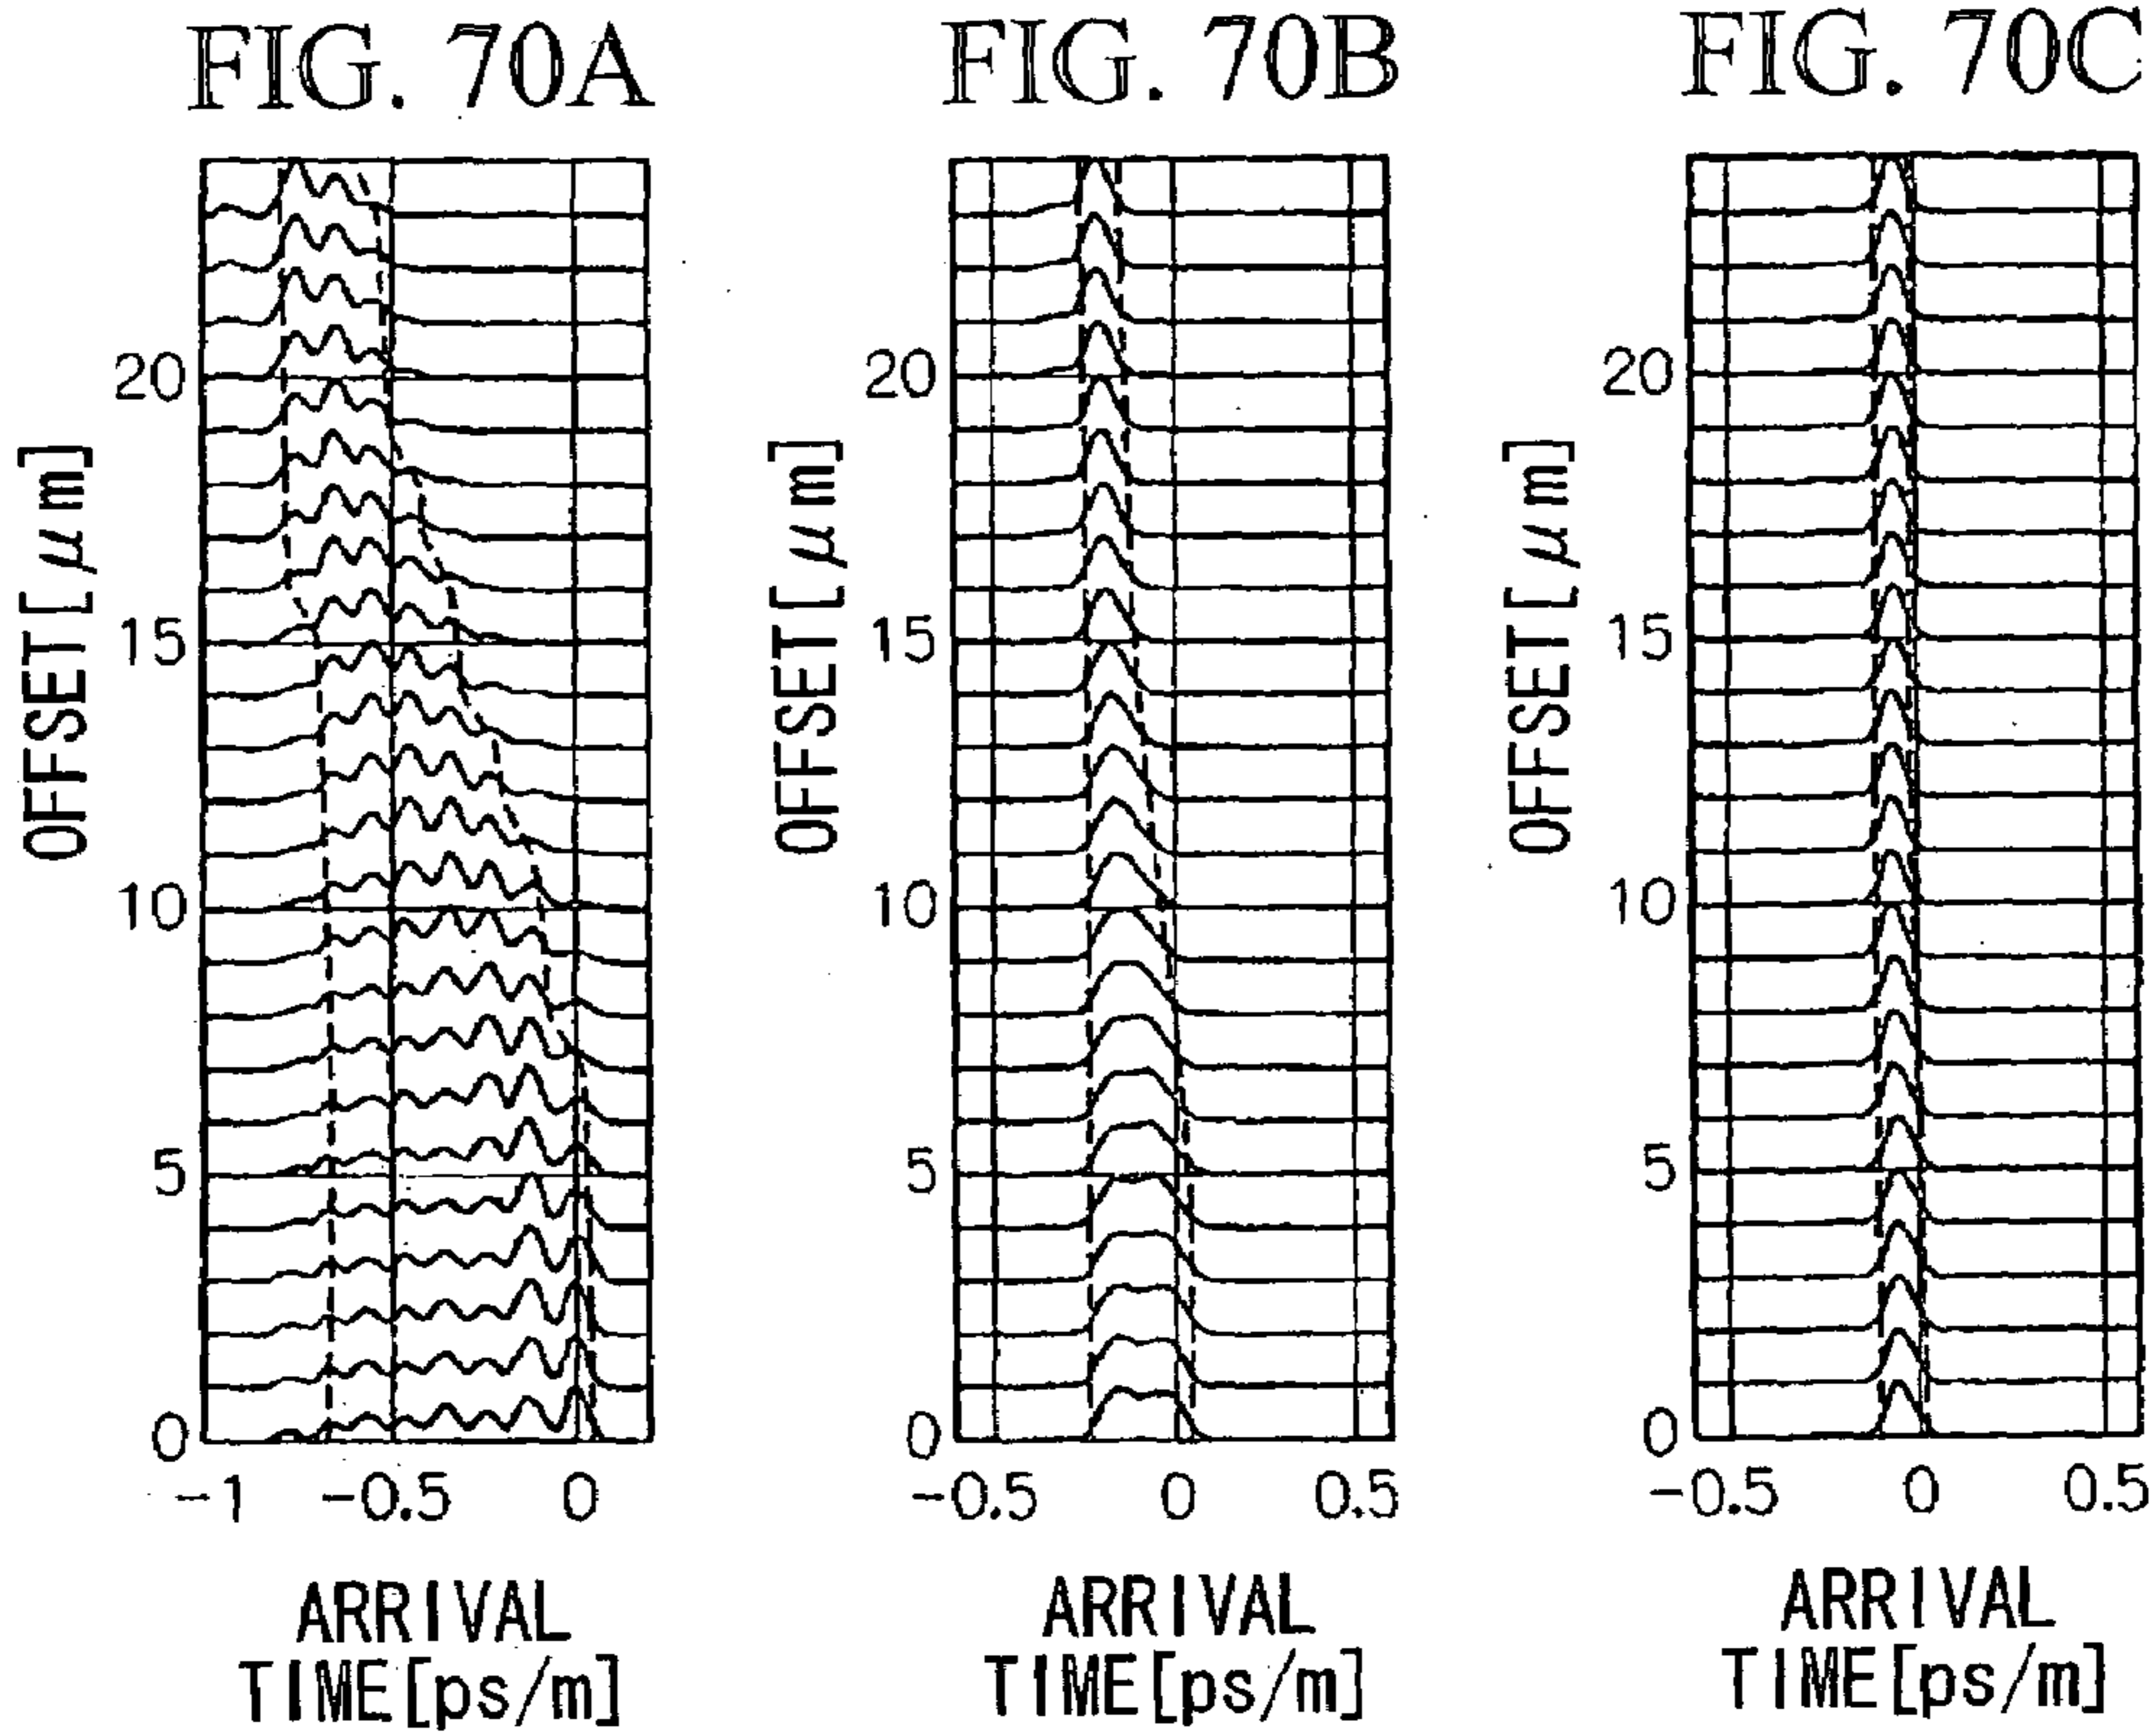 FIG. 70A
OFFSET[μm]
20
15
10
5
0
-1 -0.5 0
ARRIVAL
TIME[ps/m]
FIG. 70B
OFFSET[μm]
20
15
10
5
0
-0.5 0 0.5
ARRIVAL
TIME[ps/m]
FIG. 70C
OFFSET[μm]
20
15
10
5
0
-0.5 0 0.5
ARRIVAL
TIME[ps/m]